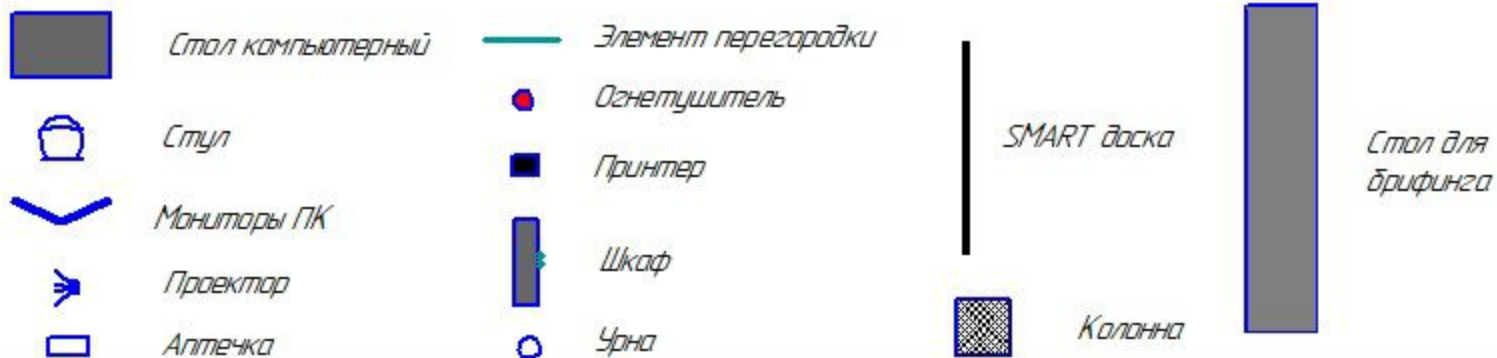 Стол компьютерный
Стул
Мониторы ПК
Проектор
Аптечка
Элемент перегородки
Огнетушитель
Принтер
Шкаф
Урна
SMART доска
Колонна
Стол для
брифинга